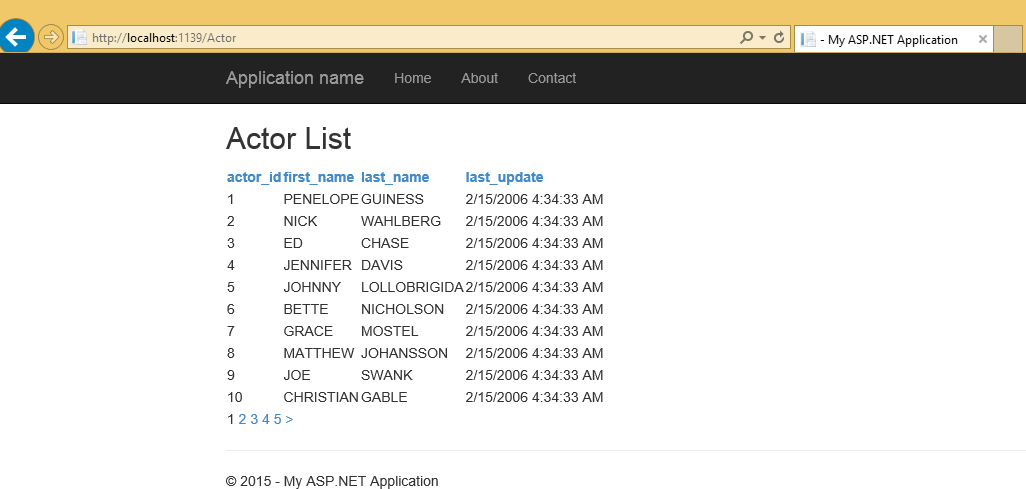 http://localhost:1139/Actor - My ASP.NET Application
Application name Home About Contact
Actor List
actor_id first_name last_name last_update
1 PENELOPE GUINESS 2/15/2006 4:34:33 AM
2 NICK WAHLBERG 2/15/2006 4:34:33 AM
3 ED CHASE 2/15/2006 4:34:33 AM
4 JENNIFER DAVIS 2/15/2006 4:34:33 AM
5 JOHNNY LOLLOBRIGIDA 2/15/2006 4:34:33 AM
6 BETTE NICHOLSON 2/15/2006 4:34:33 AM
7 GRACE MOSTEL 2/15/2006 4:34:33 AM
8 MATTHEW JOHANSSON 2/15/2006 4:34:33 AM
9 JOE SWANK 2/15/2006 4:34:33 AM
10 CHRISTIAN GABLE 2/15/2006 4:34:33 AM
1 2 3 4 5 >
© 2015 - My ASP.NET Application